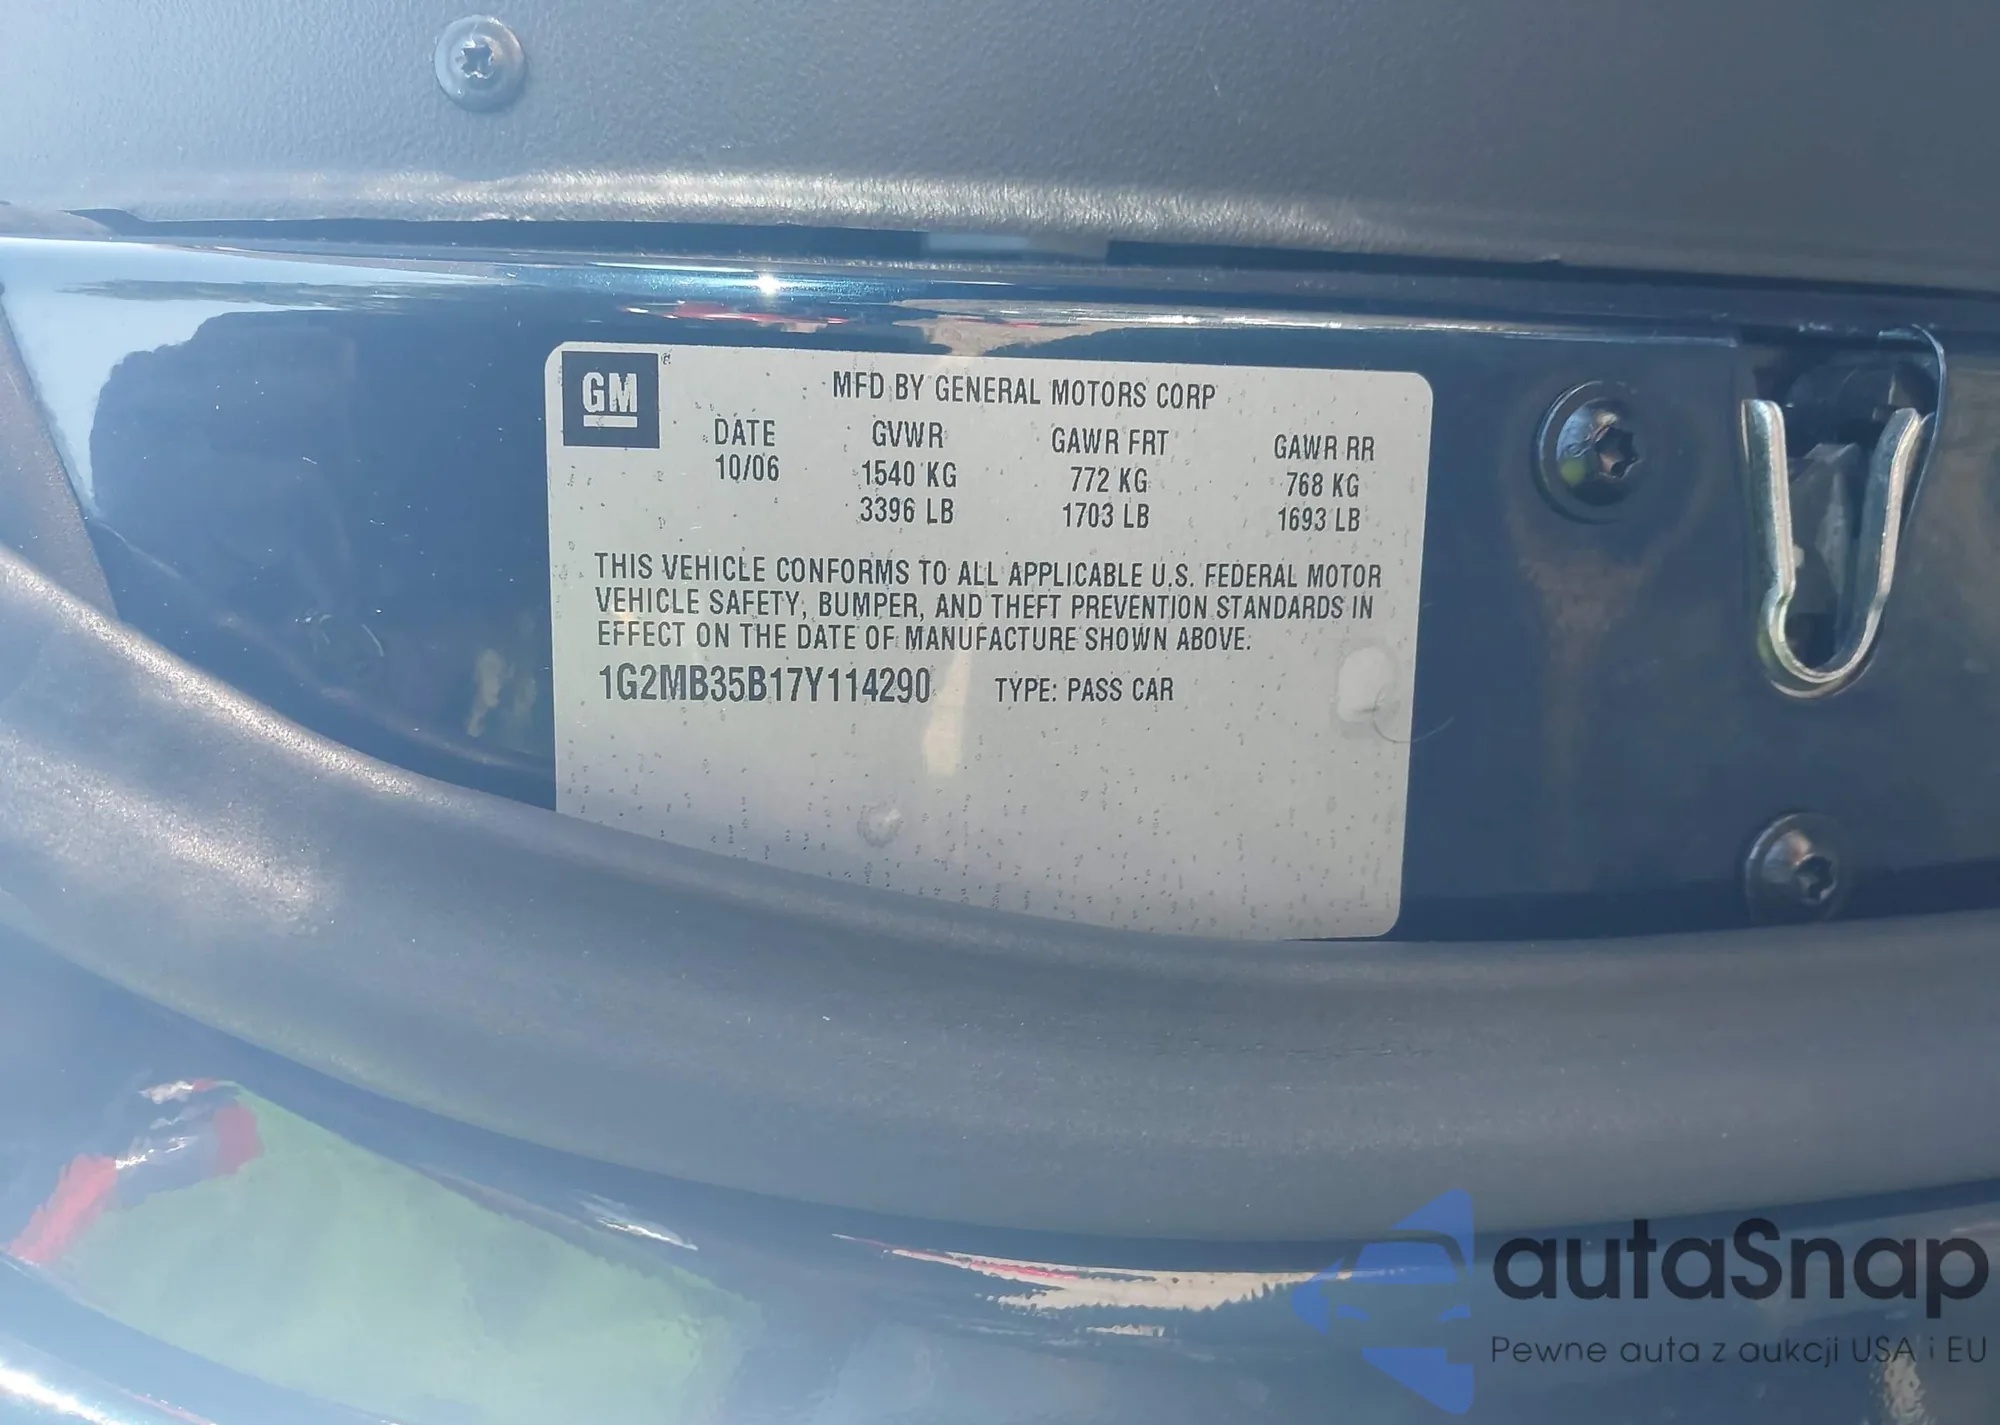 GM
MFD BY GENERAL MOTORS CORP
DATE GVWR GAWR FRT GAWR RR
10/06 1540 KG 772 KG 768 KG
3396 LB 1703 LB 1693 LB
THIS VEHICLE CONFORMS TO ALL APPLICABLE U.S. FEDERAL MOTOR
VEHICLE SAFETY, BUMPER, AND THEFT PREVENTION STANDARDS IN
EFFECT ON THE DATE OF MANUFACTURE SHOWN ABOVE.
1G2MB35B17Y114290 TYPE: PASS CAR
autaSnap
Pewne auta z aukcji USA i EU